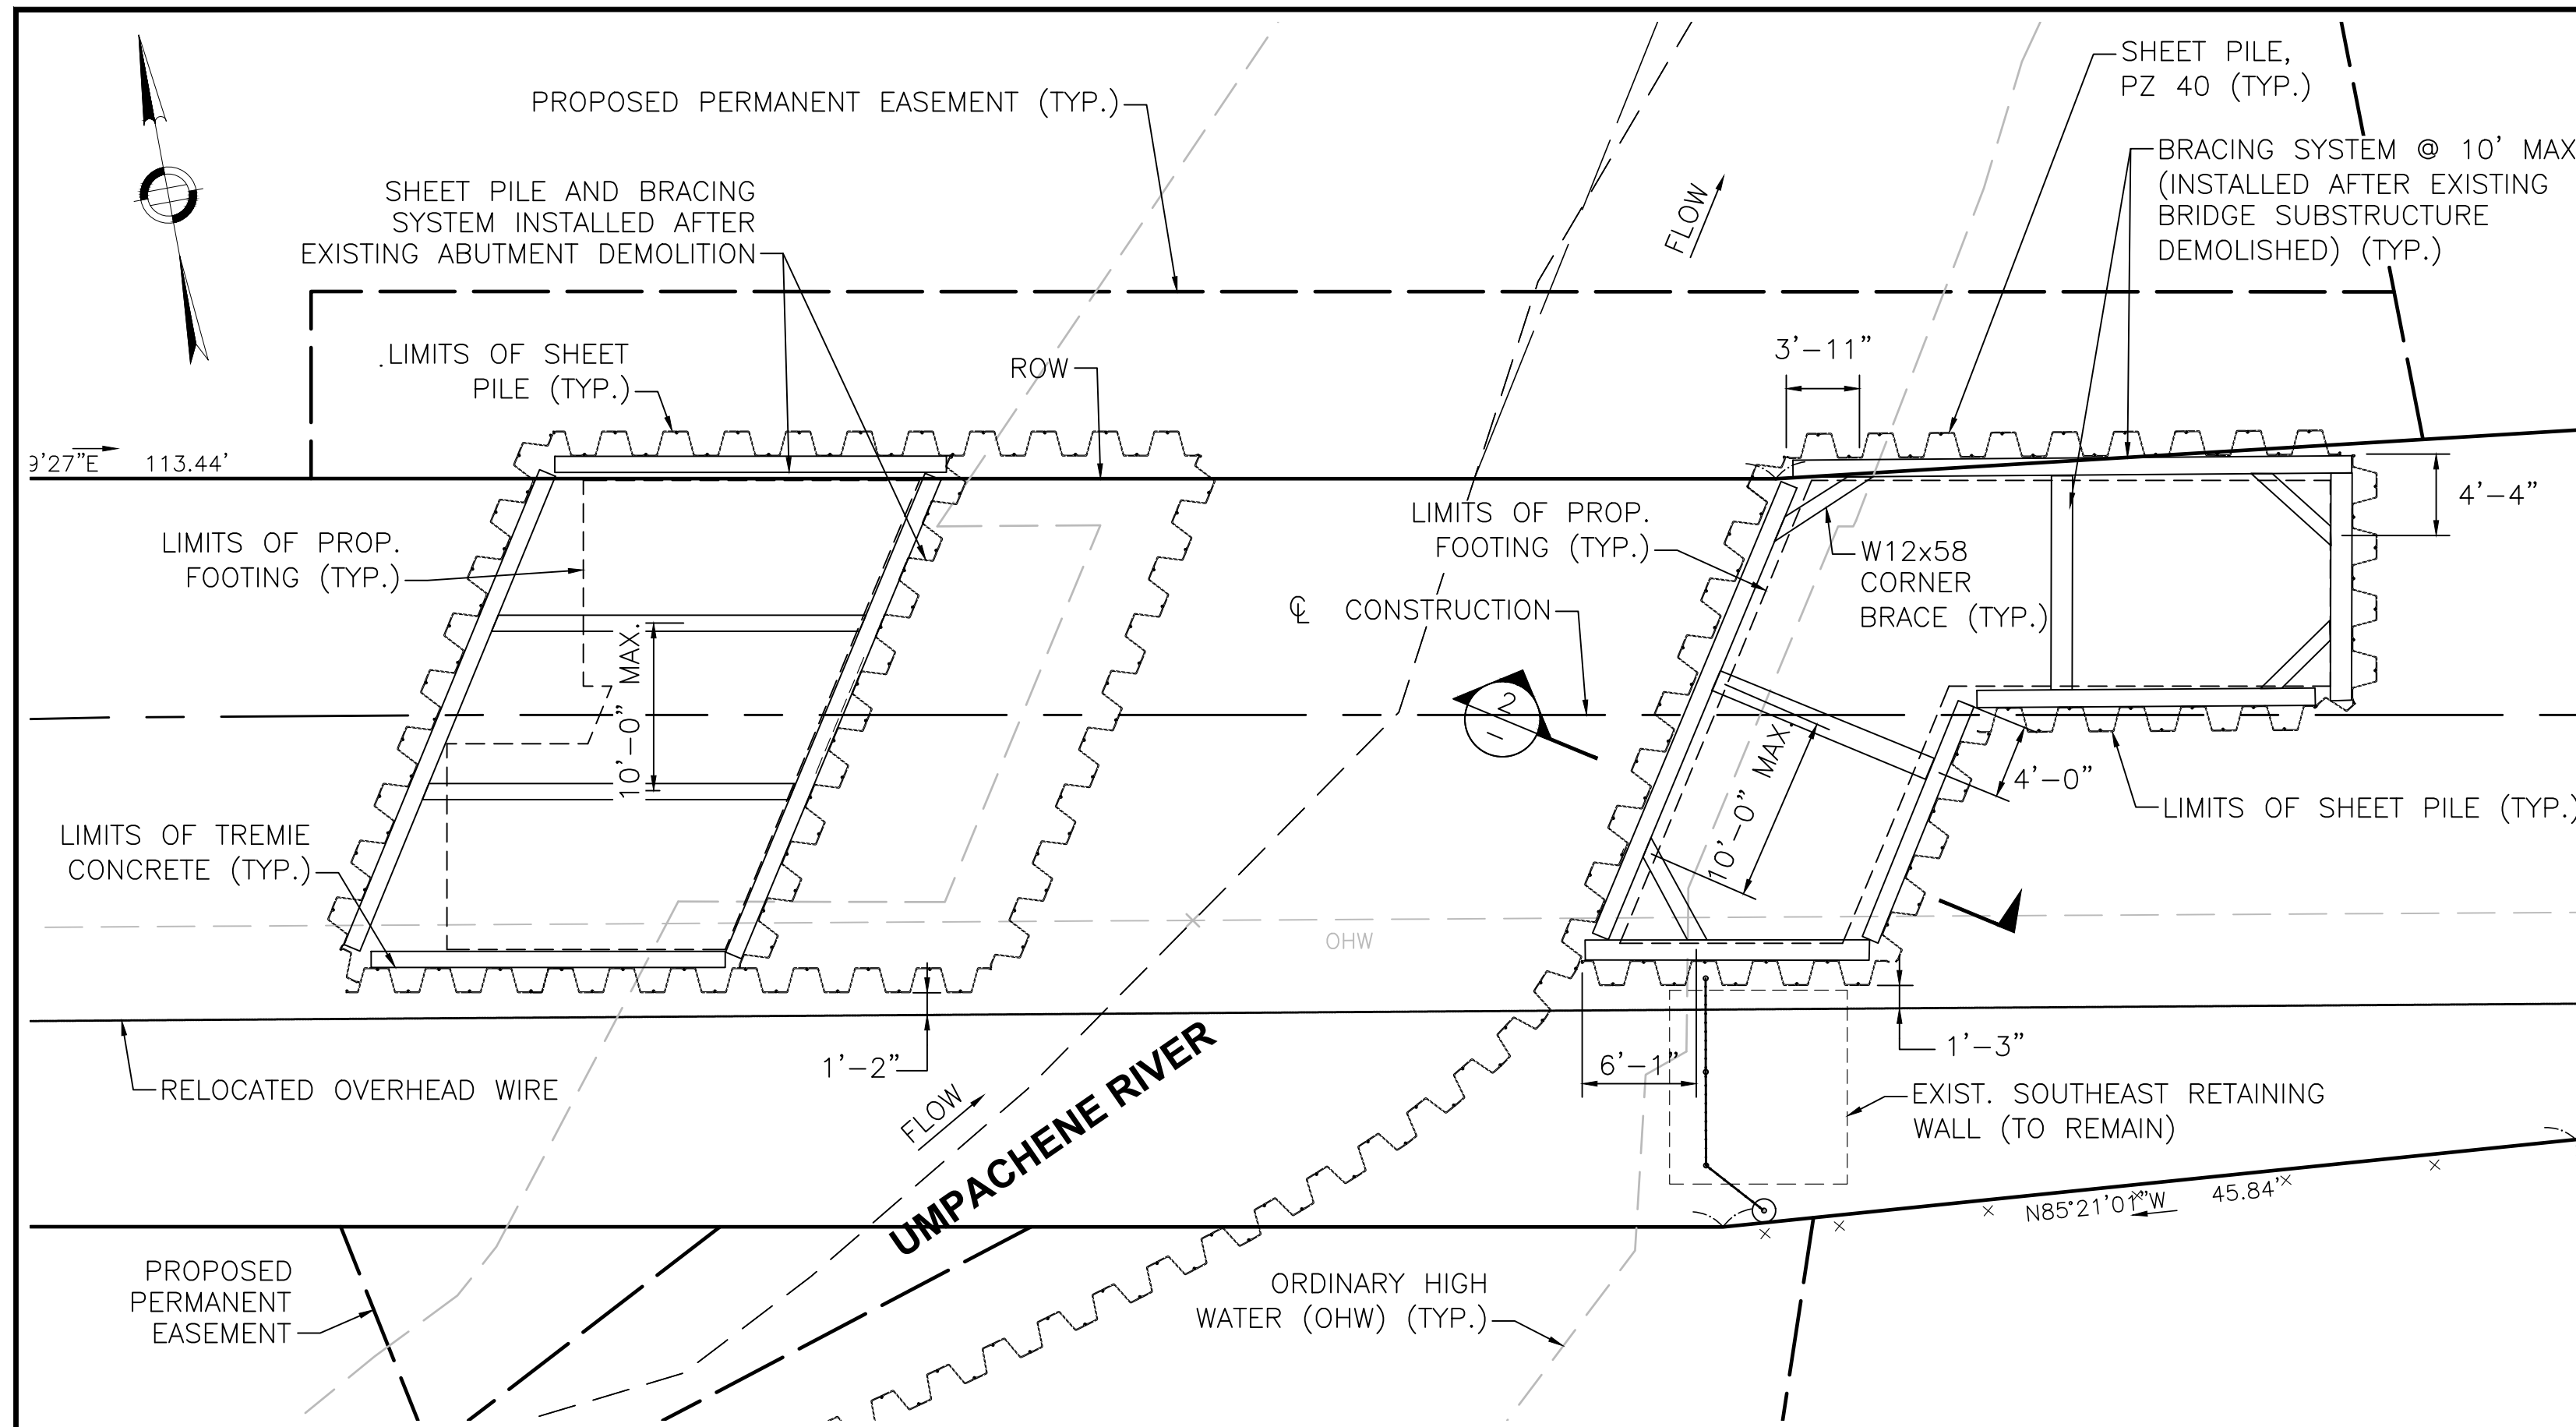 SHEET PILE,
PZ 40 (TYP.)
PROPOSED PERMANENT EASEMENT (TYP.)
BRACING SYSTEM @ 10' MAX
(INSTALLED AFTER EXISTING
BRIDGE SUBSTRUCTURE
DEMOLISHED) (TYP.)
SHEET PILE AND BRACING
SYSTEM INSTALLED AFTER
EXISTING ABUTMENT DEMOLITION
FLOW
LIMITS OF SHEET
PILE (TYP.)
ROW
3'-11"
9'27"E 113.44'
4'-4"
LIMITS OF PROP.
FOOTING (TYP.)
LIMITS OF PROP.
FOOTING (TYP.)
W12x58
CORNER
BRACE (TYP.)
℄ CONSTRUCTION
10'-0" MAX.
2
-
10'-0" MAX.
4'-0"
LIMITS OF SHEET PILE (TYP.)
LIMITS OF TREMIE
CONCRETE (TYP.)
OHW
1'-2"
6'-1"
1'-3"
RELOCATED OVERHEAD WIRE
FLOW
UMPACHENE RIVER
EXIST. SOUTHEAST RETAINING
WALL (TO REMAIN)
N85°21'01"W 45.84'
PROPOSED
PERMANENT
EASEMENT
ORDINARY HIGH
WATER (OHW) (TYP.)